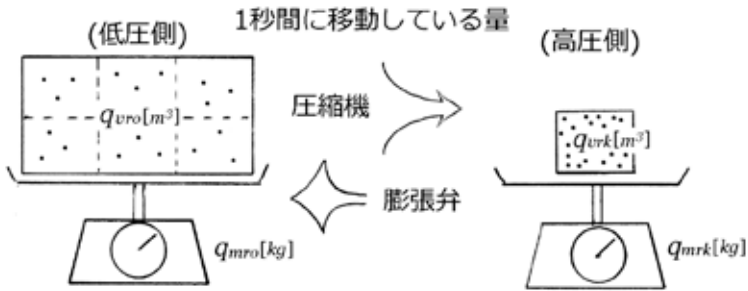 1秒間に移動している量
(低圧側)
(高圧側)
圧縮機
qvro[m³]
qvrk[m³]
膨張弁
qmro[kg]
qmrk[kg]